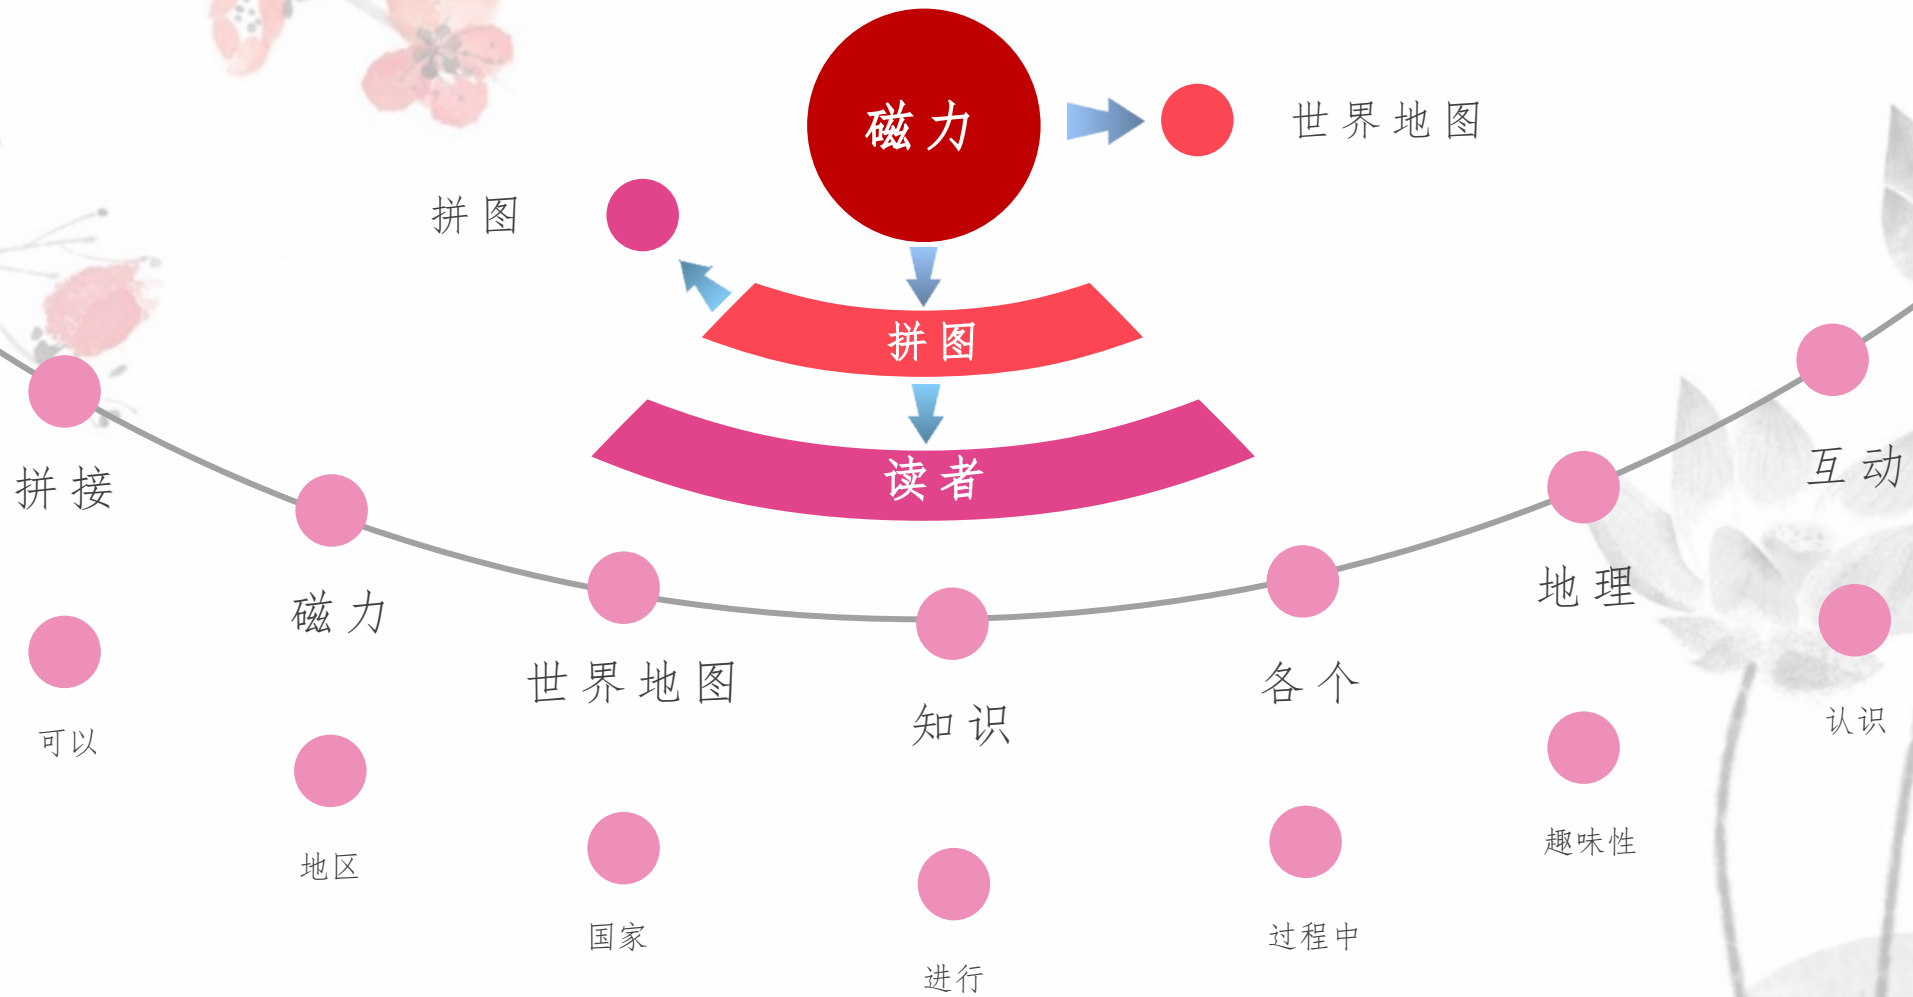 磁力
世界地图
拼图
拼图
读者
拼接
磁力
世界地图
知识
各个
地理
互动
可以
地区
国家
进行
过程中
趣味性
认识